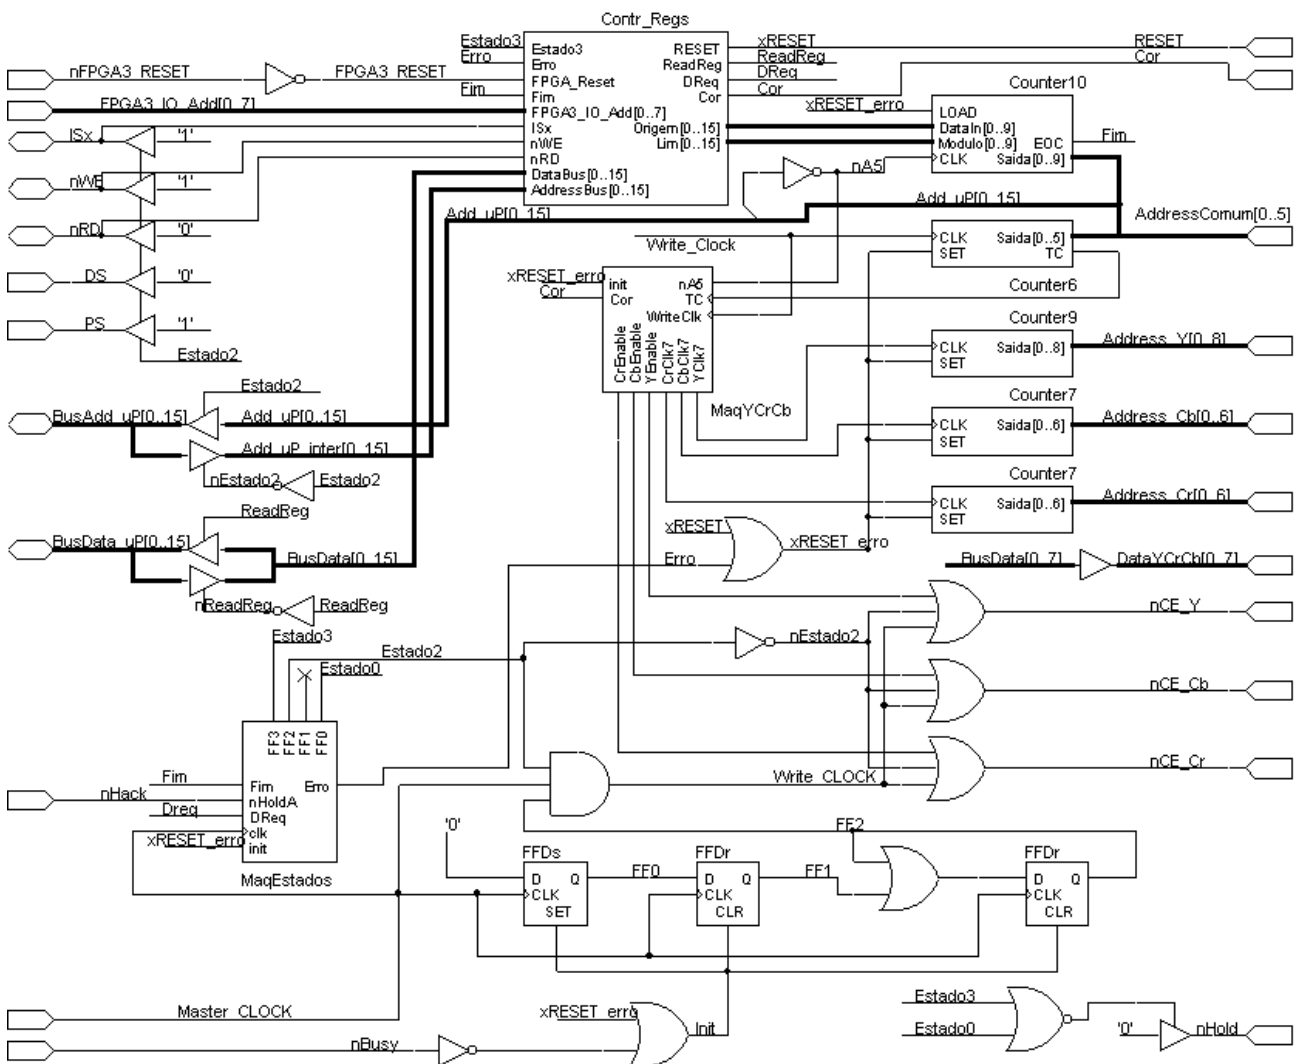 Contr_Regs
Estado3
Erro
nFPGA3_RESET
FPGA3_RESET
Fim
FPGA3_IO_Add[0..7]
ISx
'1'
nWE
'1'
nRD
'0'
DS
'0'
PS
'1'
Estado2
Estado3
Erro
FPGA_Reset
Fim
FPGA3_IO_Add[0..7]
ISx
nWE
nRD
DataBus[0..15]
AddressBus[0..15]
RESET
ReadReg
DReq
Cor
Origem[0..15]
Lim[0..15]
xRESET
ReadReg
DReq
Cor
RESET
Cor
Counter10
xRESET_erro
LOAD
DataIn[0..9]
Modulo[0..9]
CLK
EOC
Saida[0..9]
Fim
nA5
Add_uP[0..15]
Add_uP[0..15]
AddressComum[0..5]
Write_Clock
CLK
SET
Saida[0..5]
TC
Counter6
xRESET_erro
Cor
init
Cor
nA5
TC
WriteClk
CrEnable
CbEnable
YEnable
CrClk7
CbClk7
YClk7
MaqYCrCb
Counter9
CLK
SET
Saida[0..8]
Address_Y[0..8]
Counter7
CLK
SET
Saida[0..6]
Address_Cb[0..6]
Counter7
CLK
SET
Saida[0..6]
Address_Cr[0..6]
Estado2
BusAdd_uP[0..15]
Add_uP[0..15]
Add_uP_inter[0..15]
nEstado2
Estado2
ReadReg
BusData_uP[0..15]
BusData[0..15]
nReadReg
ReadReg
xRESET
Erro
xRESET_erro
BusData[0..7]
DataYCrCb[0..7]
nCE_Y
nCE_Cb
nCE_Cr
Estado3
Estado2
Estado0
nEstado2
FF3
FF2
FF1
FF0
Fim
nHack
Dreq
xRESET_erro
Fim
nHoldA
DReq
clk
init
Erro
MaqEstados
Write_CLOCK
'0'
FFDs
D
Q
CLK
SET
FF0
FFDr
D
Q
CLK
CLR
FF1
FF2
FFDr
D
Q
CLK
CLR
Master_CLOCK
nBusy
xRESET_erro
Init
Estado3
Estado0
'0'
nHold